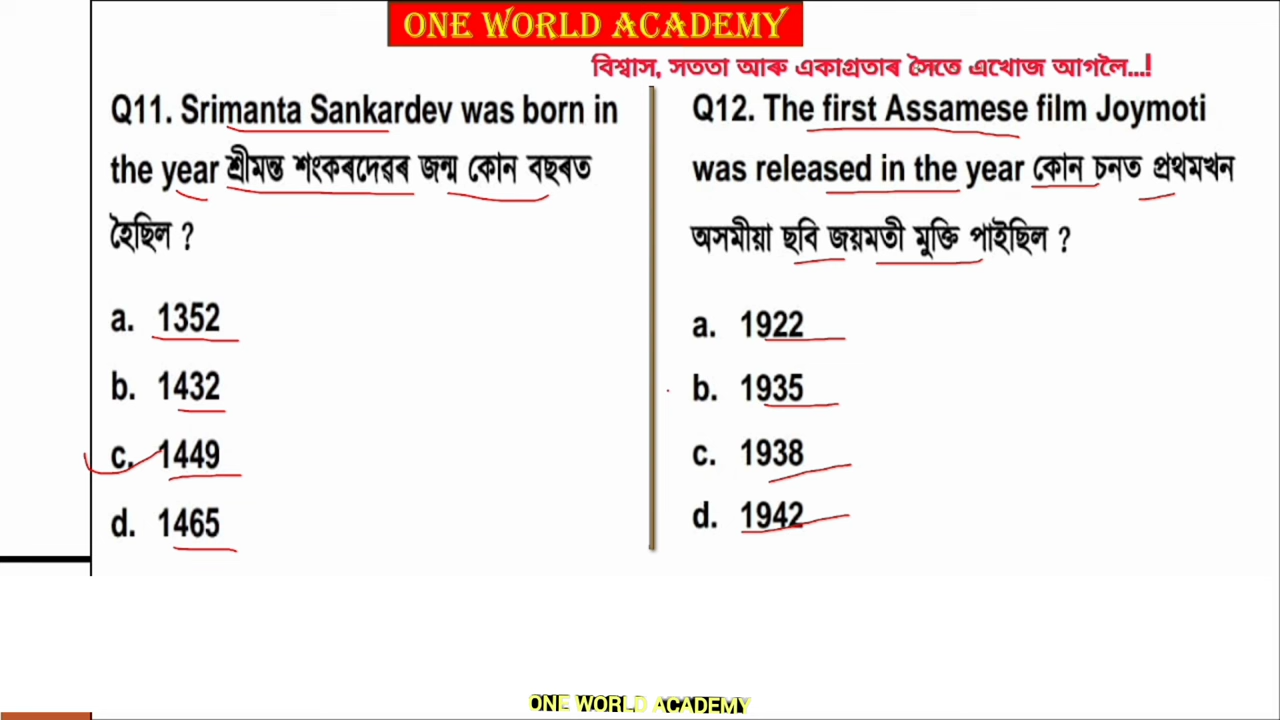 ONE WORLD ACADEMY
বিশ্বাস, সততা আৰু একাগ্ৰতাৰ সৈতে এখোজ আগলৈ...!
Q11. Srimanta Sankardev was born in
the year শ্ৰীমন্ত শংকৰদেৱৰ জন্ম কোন বছৰত
হৈছিল ?
a. 1352
b. 1432
c. 1449
d. 1465
Q12. The first Assamese film Joymoti
was released in the year কোন চনত প্ৰথমখন
অসমীয়া ছবি জয়মতী মুক্তি পাইছিল ?
a. 1922
b. 1935
c. 1938
d. 1942
ONE WORLD ACADEMY